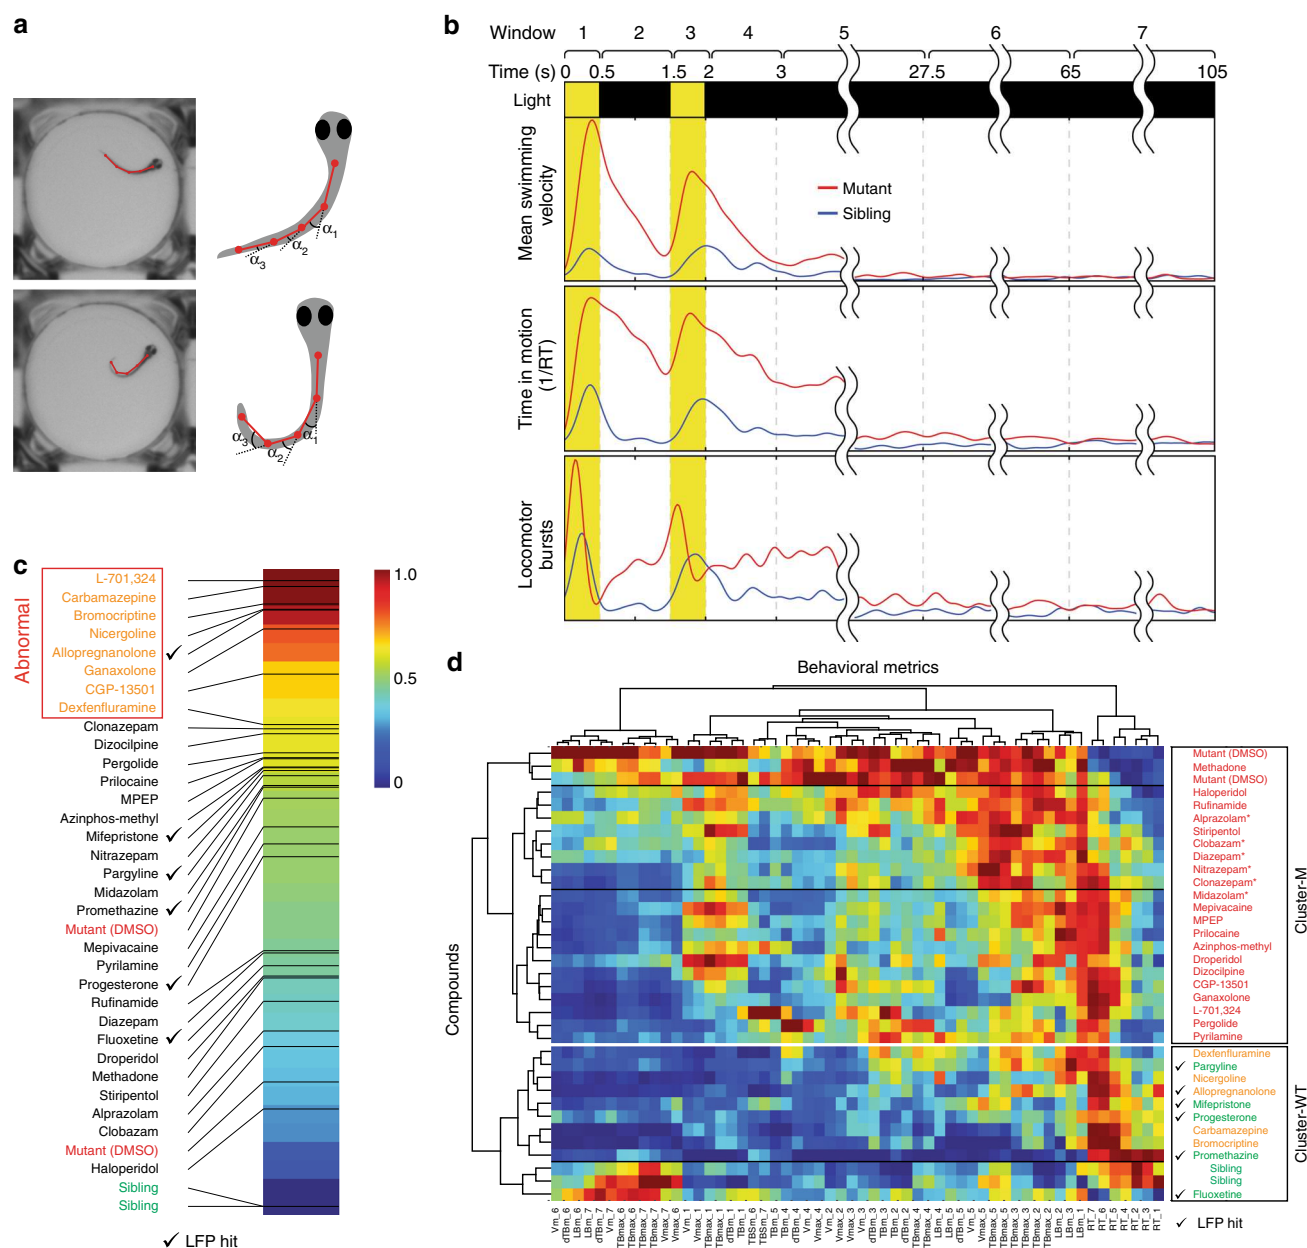 a
α1
α2
α3
α1
α2
α3
b
Window 1 2 3 4 5 6 7
Time (s) 0 0.5 1.5 2 3 27.5 65 105
Light
Mean swimming velocity
Mutant
Sibling
Time in motion (1/RT)
Locomotor bursts
c
Abnormal
L-701,324
Carbamazepine
Bromocriptine
Nicergoline
Allopregnanolone ✓
Ganaxolone
CGP-13501
Dexfenfluramine
Clonazepam
Dizocilpine
Pergolide
Prilocaine
MPEP
Azinphos-methyl
Mifepristone ✓
Nitrazepam
Pargyline ✓
Midazolam
Promethazine ✓
Mutant (DMSO)
Mepivacaine
Pyrilamine
Progesterone ✓
Rufinamide
Diazepam
Fluoxetine ✓
Droperidol
Methadone
Stiripentol
Alprazolam
Clobazam
Mutant (DMSO)
Haloperidol
Sibling
Sibling
✓ LFP hit
1.0
0.5
0
d
Behavioral metrics
Compounds
Mutant (DMSO)
Methadone
Mutant (DMSO)
Haloperidol
Rufinamide
Alprazolam*
Stiripentol
Clobazam*
Diazepam*
Nitrazepam*
Clonazepam*
Midazolam*
Mepivacaine
MPEP
Prilocaine
Azinphos-methyl
Droperidol
Dizocilpine
CGP-13501
Ganaxolone
L-701,324
Pergolide
Pyrilamine
Cluster-M
Dexfenfluramine
✓ Pargyline
Nicergoline
✓ Allopregnanolone
✓ Mifepristone
✓ Progesterone
Carbamazepine
Bromocriptine
✓ Promethazine
Sibling
Sibling
✓ Fluoxetine
Cluster-WT
✓ LFP hit